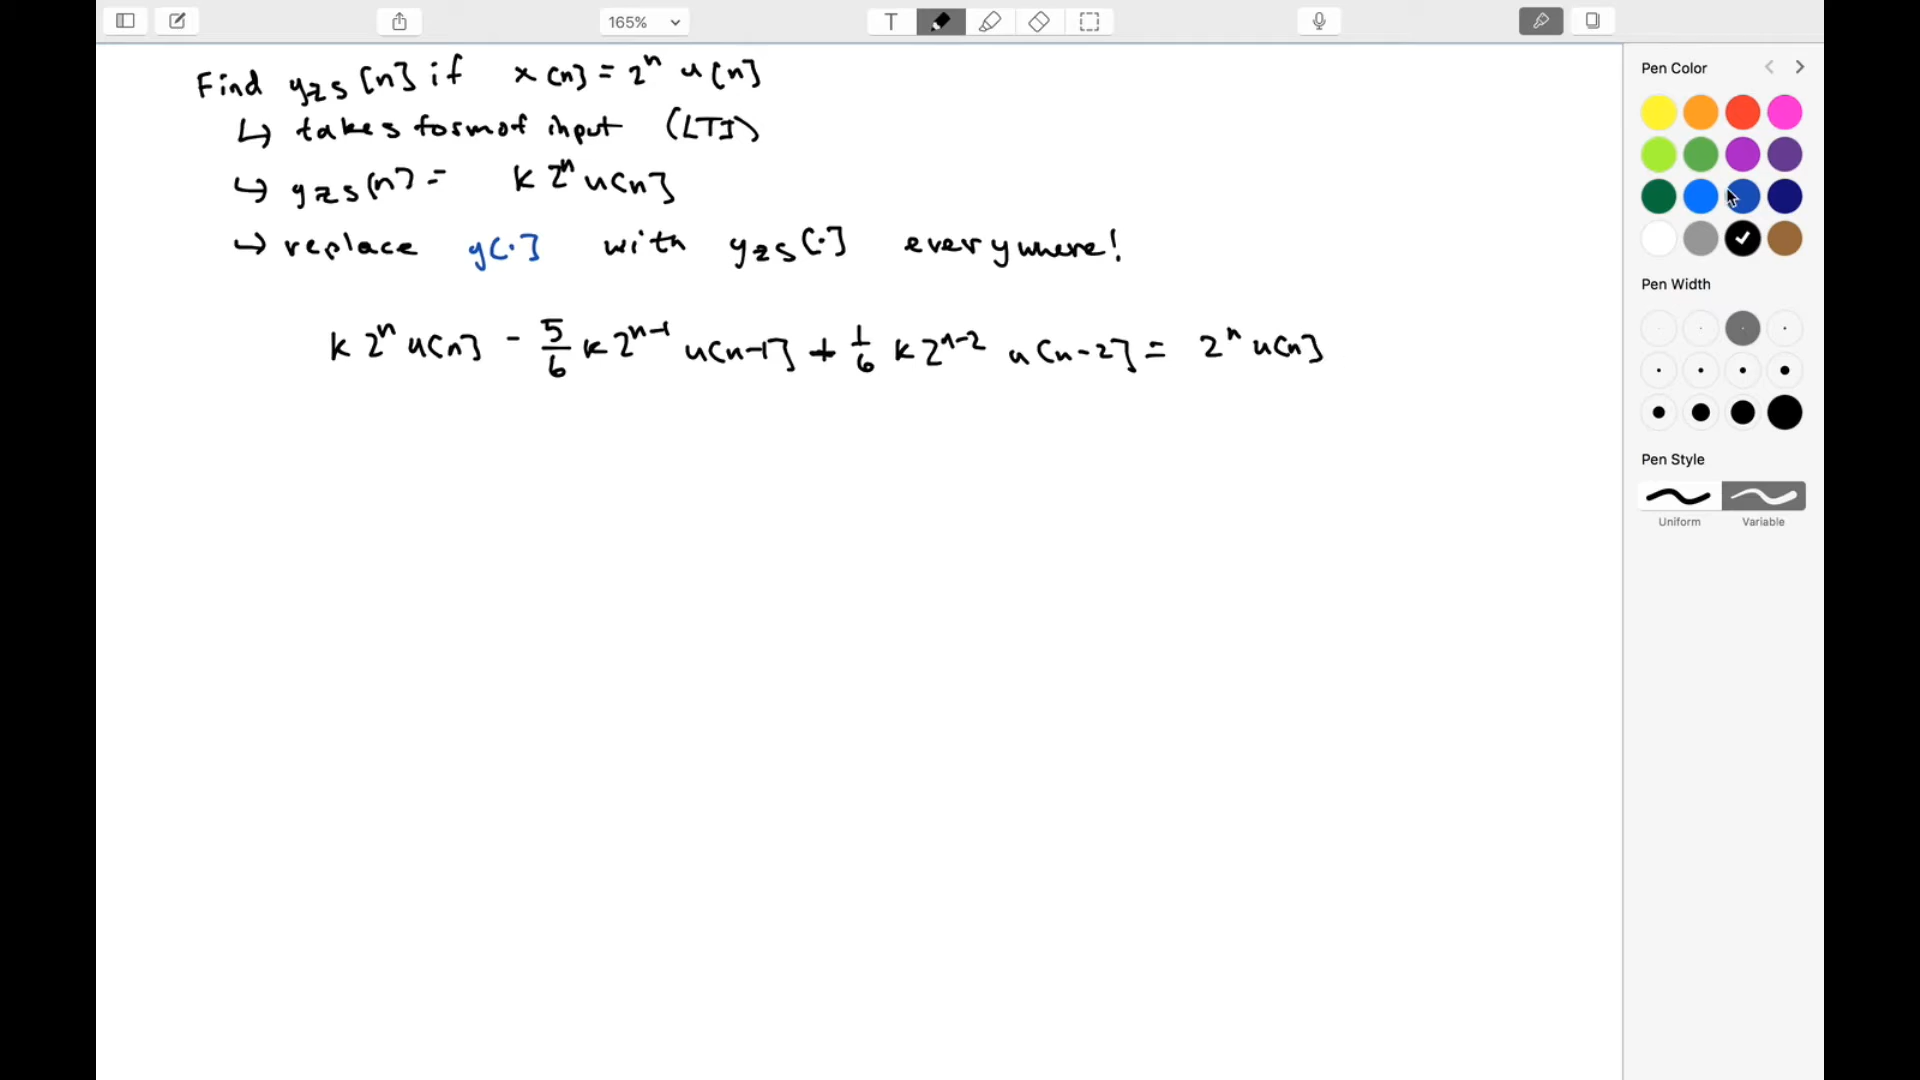 165%
T
Find yzs[n] if x[n] = 2ⁿ u[n]
↳ takes form of input (LTI)
↳ yzs[n] = k 2ⁿ u[n]
↳ replace y[·] with yzs[·] everywhere!
k 2ⁿ u[n] - 5/6 k 2ⁿ⁻¹ u[n-1] + 1/6 k 2ⁿ⁻² u[n-2] = 2ⁿ u[n]
Pen Color
Pen Width
Pen Style
Uniform Variable